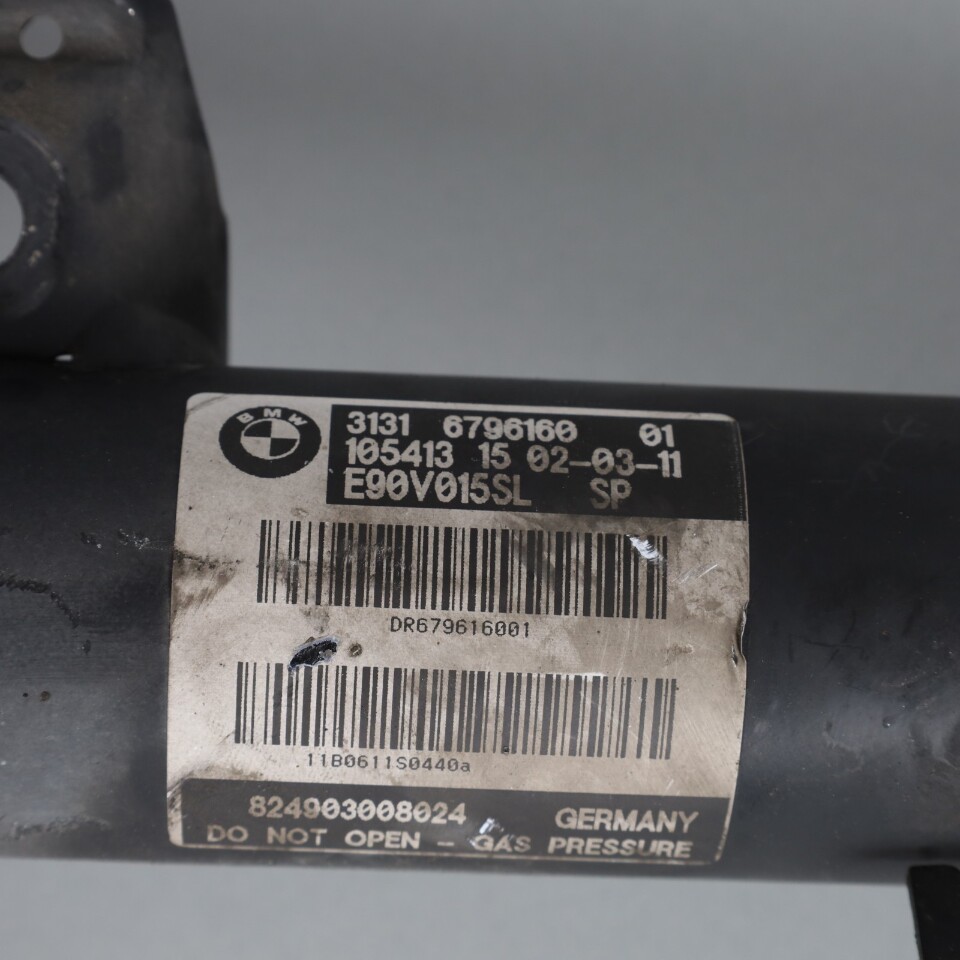 BMW
3131 6796160 01
105413 15 02-03-11
E90V015SL SP
DR679616001
11B0611S0440a
824903008024 GERMANY
DO NOT OPEN - GAS PRESSURE